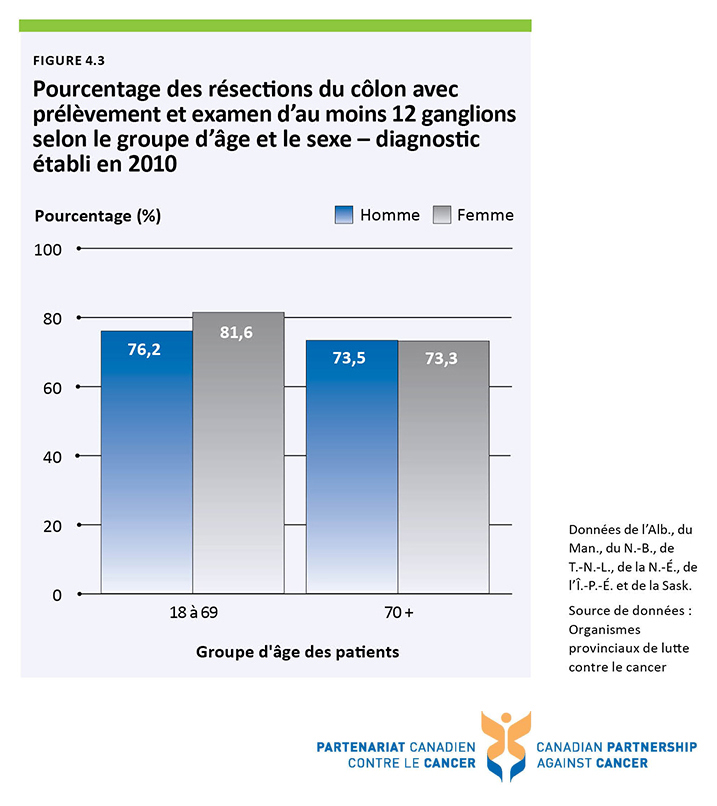 FIGURE 4.3
Pourcentage des résections du côlon avec
prélèvement et examen d’au moins 12 ganglions
selon le groupe d’âge et le sexe – diagnostic
établi en 2010
Pourcentage (%)
Homme
Femme
100
80
60
40
20
0
76,2
81,6
73,5
73,3
18 à 69
70 +
Groupe d'âge des patients
Données de l’Alb., du
Man., du N.-B., de
T.-N.-L., de la N.-É., de
l’Î.-P.-É. et de la Sask.
Source de données :
Organismes
provinciaux de lutte
contre le cancer
PARTENARIAT CANADIEN
CONTRE LE CANCER
CANADIAN PARTNERSHIP
AGAINST CANCER